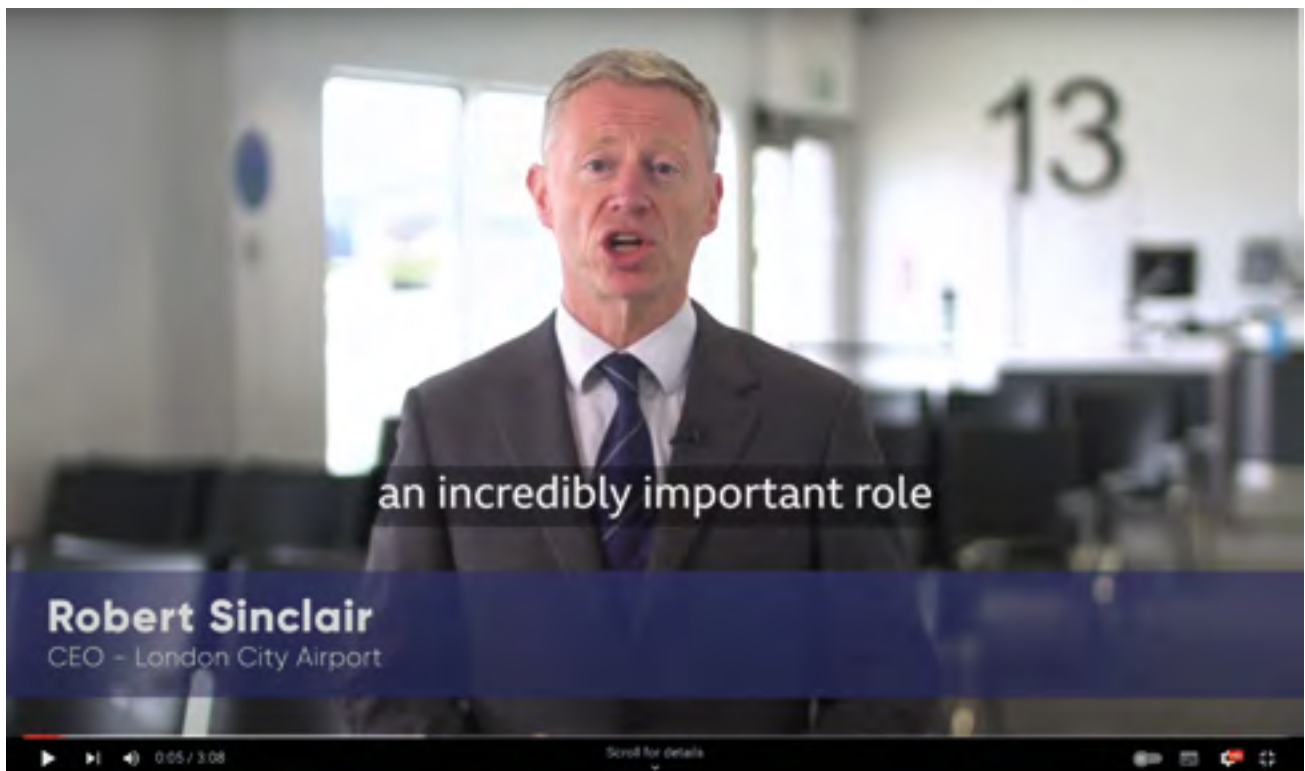 13
an incredibly important role
Robert Sinclair
CEO - London City Airport
0:05 / 3:08
Scroll for details